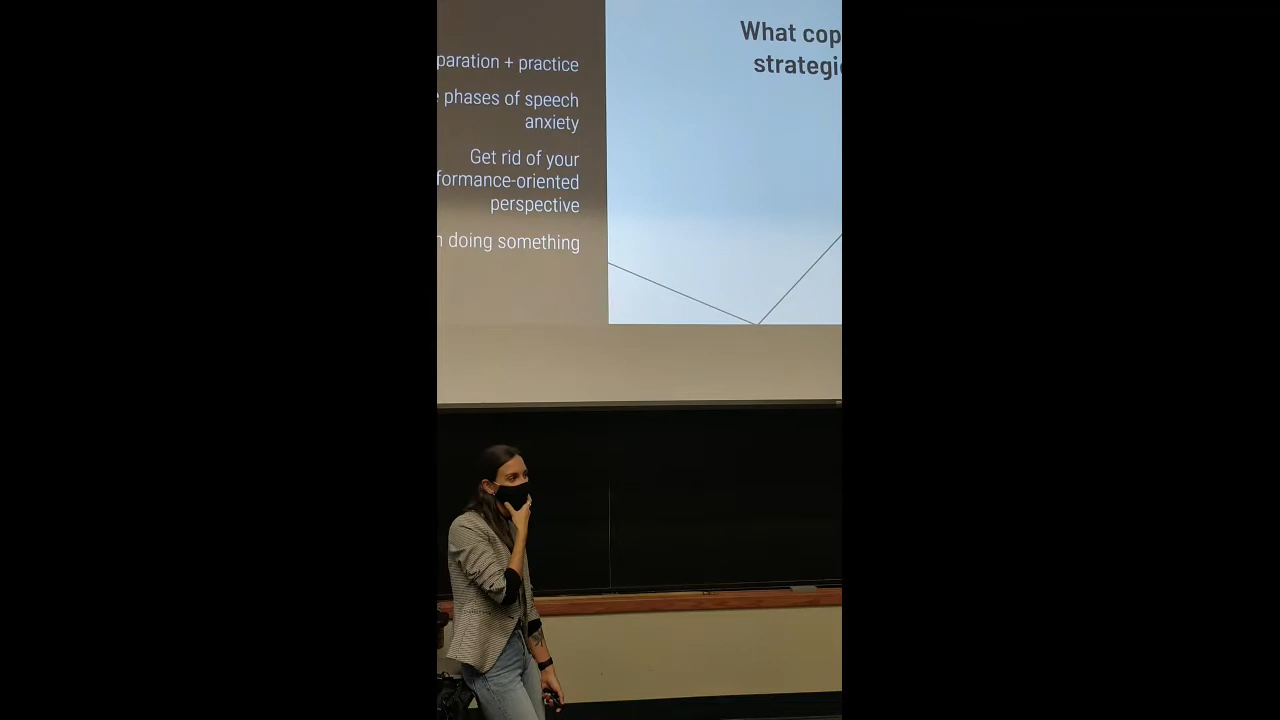 paration + practice
phases of speech
anxiety
Get rid of your
formance-oriented
perspective
doing something
What cop
strategi